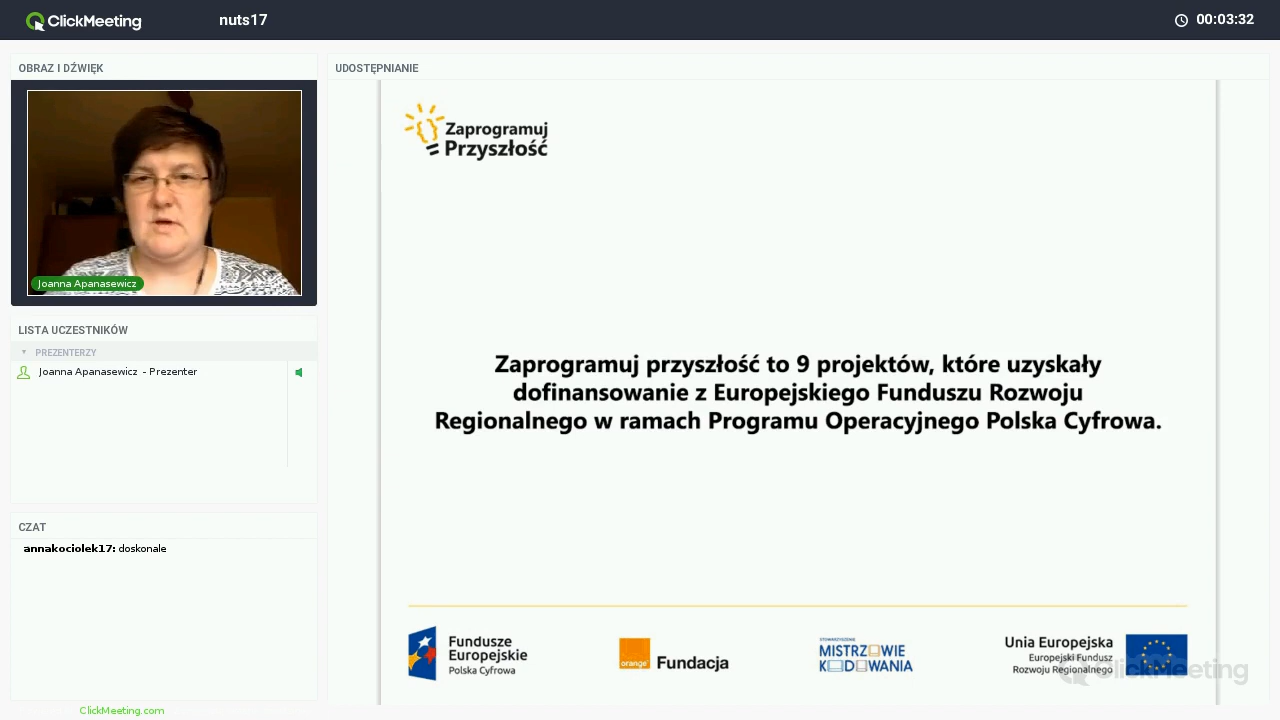 ClickMeeting
nuts17
00:03:32
OBRAZ I DŹWIĘK
Joanna Apanasewicz
LISTA UCZESTNIKÓW
PREZENTERZY
Joanna Apanasewicz - Prezenter
CZAT
annakociolek17: doskonale
ClickMeeting.com
UDOSTĘPNIANIE
Zaprogramuj
Przyszłość
Zaprogramuj przyszłość to 9 projektów, które uzyskały
dofinansowanie z Europejskiego Funduszu Rozwoju
Regionalnego w ramach Programu Operacyjnego Polska Cyfrowa.
Fundusze
Europejskie
Polska Cyfrowa
orange
Fundacja
STOWARZYSZENIE
MISTRZOWIE
KODOWANIA
Unia Europejska
Europejski Fundusz
Rozwoju Regionalnego
ClickMeeting